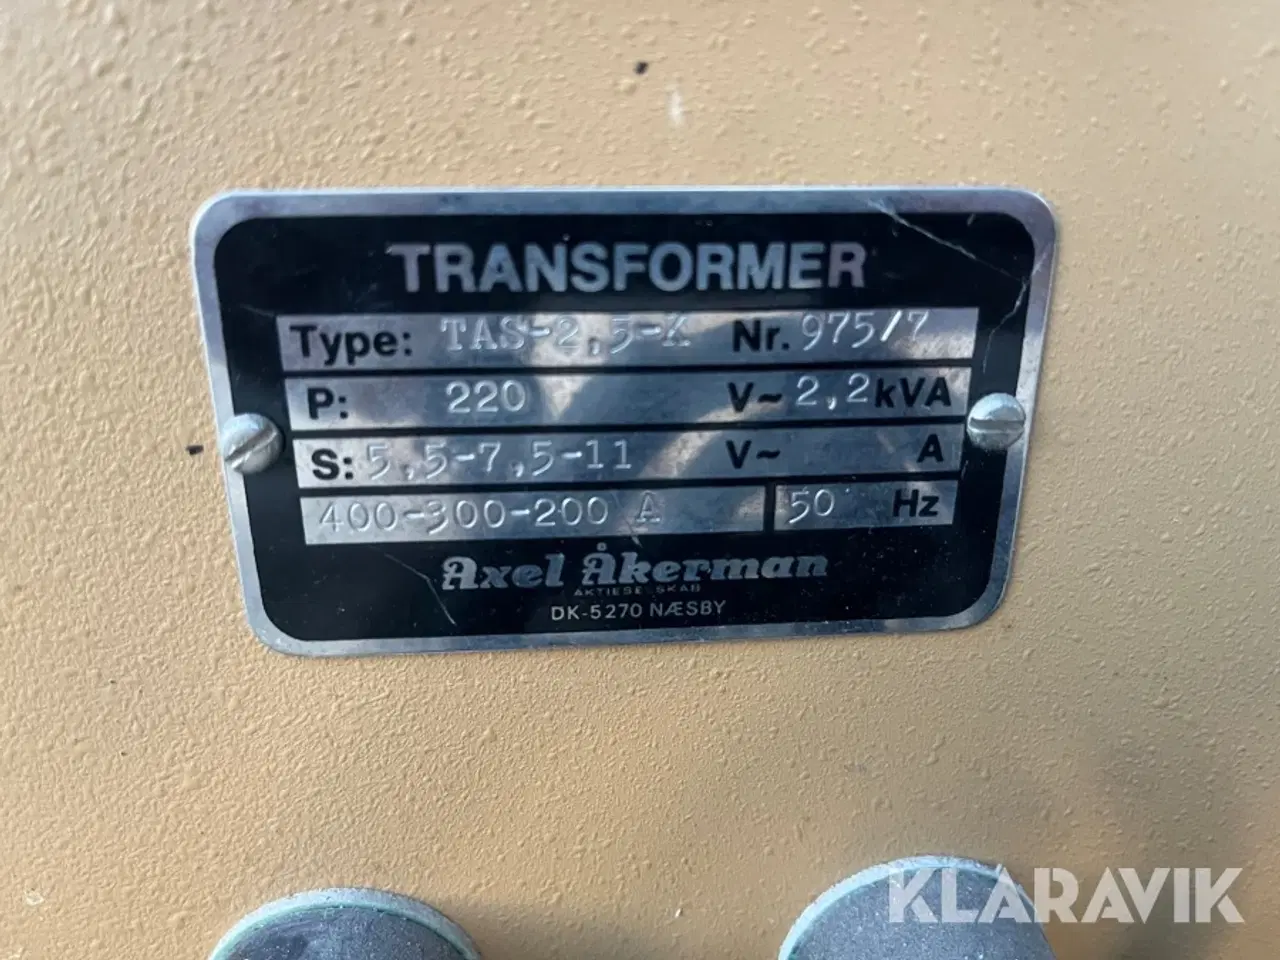 TRANSFORMER
Type: TAS-2,5-K Nr. 975/7
P: 220 V~ 2,2 kVA
S: 5,5-7,5-11 V~ A
400-300-200 A 50 Hz
Axel Åkerman
AKTIESELSKAB
DK-5270 NÆSBY
KLARAVIK